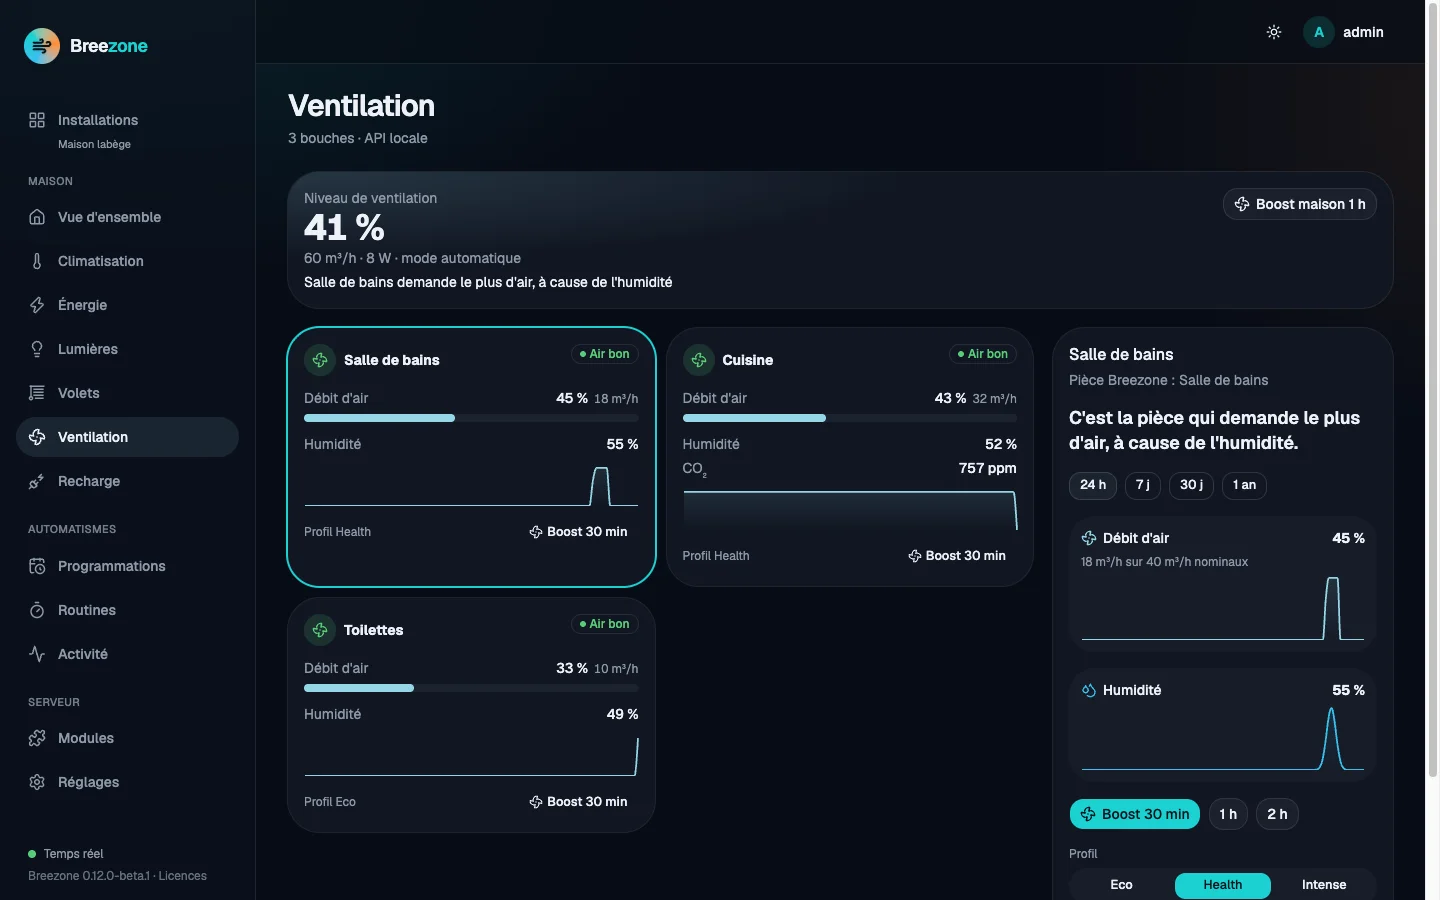 Breezone
Installations
Maison labège
MAISON
Vue d'ensemble
Climatisation
Énergie
Lumières
Volets
Ventilation
Recharge
AUTOMATISMES
Programmations
Routines
Activité
SERVEUR
Modules
Réglages
Temps réel
Breezone 0.12.0-beta.1 · Licences
A admin
Ventilation
3 bouches · API locale
Niveau de ventilation
41 %
60 m³/h · 8 W · mode automatique
Salle de bains demande le plus d'air, à cause de l'humidité
Boost maison 1 h
Salle de bains
Air bon
Débit d'air 45 % 18 m³/h
Humidité 55 %
Profil Health Boost 30 min
Cuisine
Air bon
Débit d'air 43 % 32 m³/h
Humidité 52 %
CO₂ 757 ppm
Profil Health Boost 30 min
Toilettes
Air bon
Débit d'air 33 % 10 m³/h
Humidité 49 %
Profil Eco Boost 30 min
Salle de bains
Pièce Breezone : Salle de bains
C'est la pièce qui demande le plus
d'air, à cause de l'humidité.
24 h 7 j 30 j 1 an
Débit d'air 45 %
18 m³/h sur 40 m³/h nominaux
Humidité 55 %
Boost 30 min 1 h 2 h
Profil
Eco Health Intense